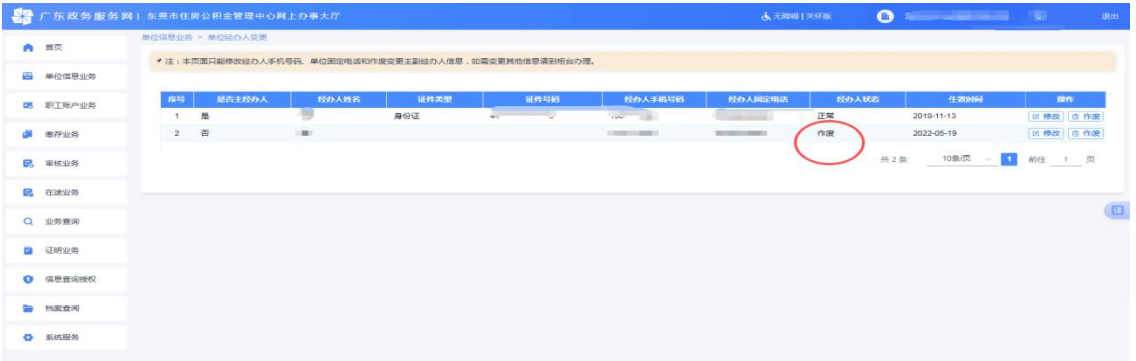 广东政务服务网 | 东莞市住房公积金管理中心网上办事大厅 无障碍 | 关怀版 退出
首页
单位信息业务
职工账户业务
缴存业务
审核业务
在途业务
业务查询
证明业务
信息查询授权
档案查阅
系统服务
单位信息业务 > 单位经办人变更
注：本页面只能修改经办人手机号码、单位固定电话和作废变更主副经办人信息，如需变更其他信息请到柜台办理。
序号 是否主经办人 经办人姓名 证件类型 证件号码 经办人手机号码 经办人固定电话 经办人状态 生效时间 操作
1 是 身份证 正常 2018-11-13 修改 作废
2 否 作废 2022-05-19 修改 作废
共 2 条 10条/页 1 前往 1 页
译